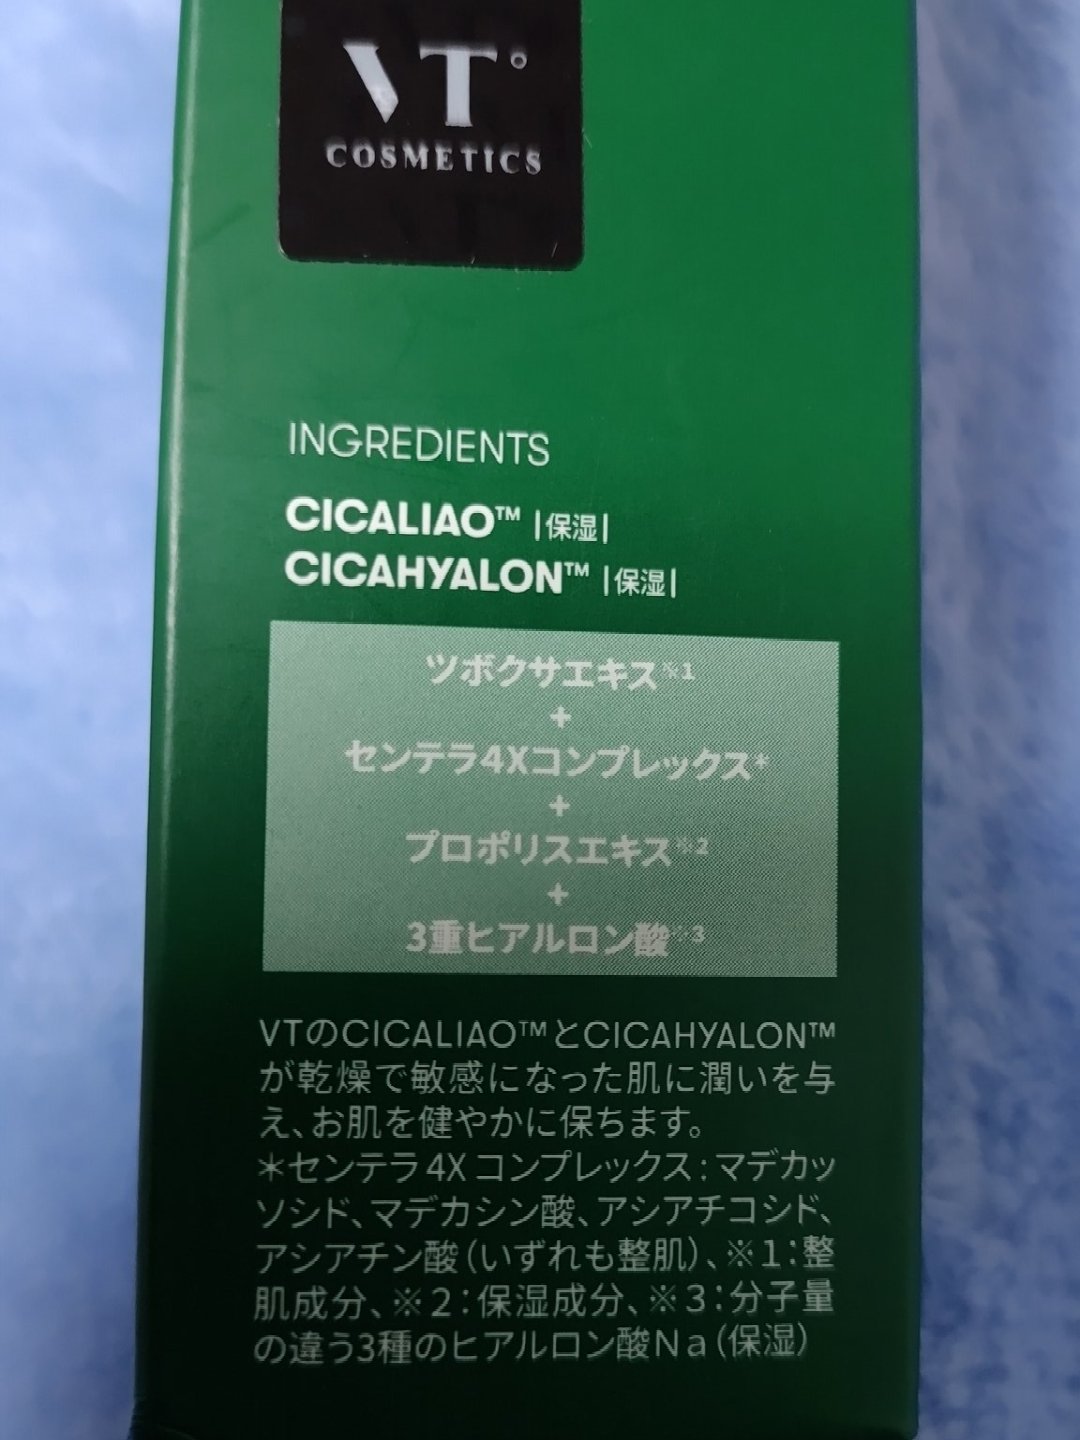 VT
COSMETICS
INGREDIENTS
CICALIAO™ |保湿|
CICAHYALON™ |保湿|
ツボクサエキス※1
+
センテラ4Xコンプレックス*
+
プロポリスエキス※2
+
3重ヒアルロン酸※3
VTのCICALIAO™とCICAHYALON™
が乾燥で敏感になった肌に潤いを与
え、お肌を健やかに保ちます。
＊センテラ4Xコンプレックス：マデカッ
ソシド、マデカシン酸、アシアチコシド、
アシアチン酸（いずれも整肌）、※1：整
肌成分、※2：保湿成分、※3：分子量
の違う3種のヒアルロン酸Na（保湿）